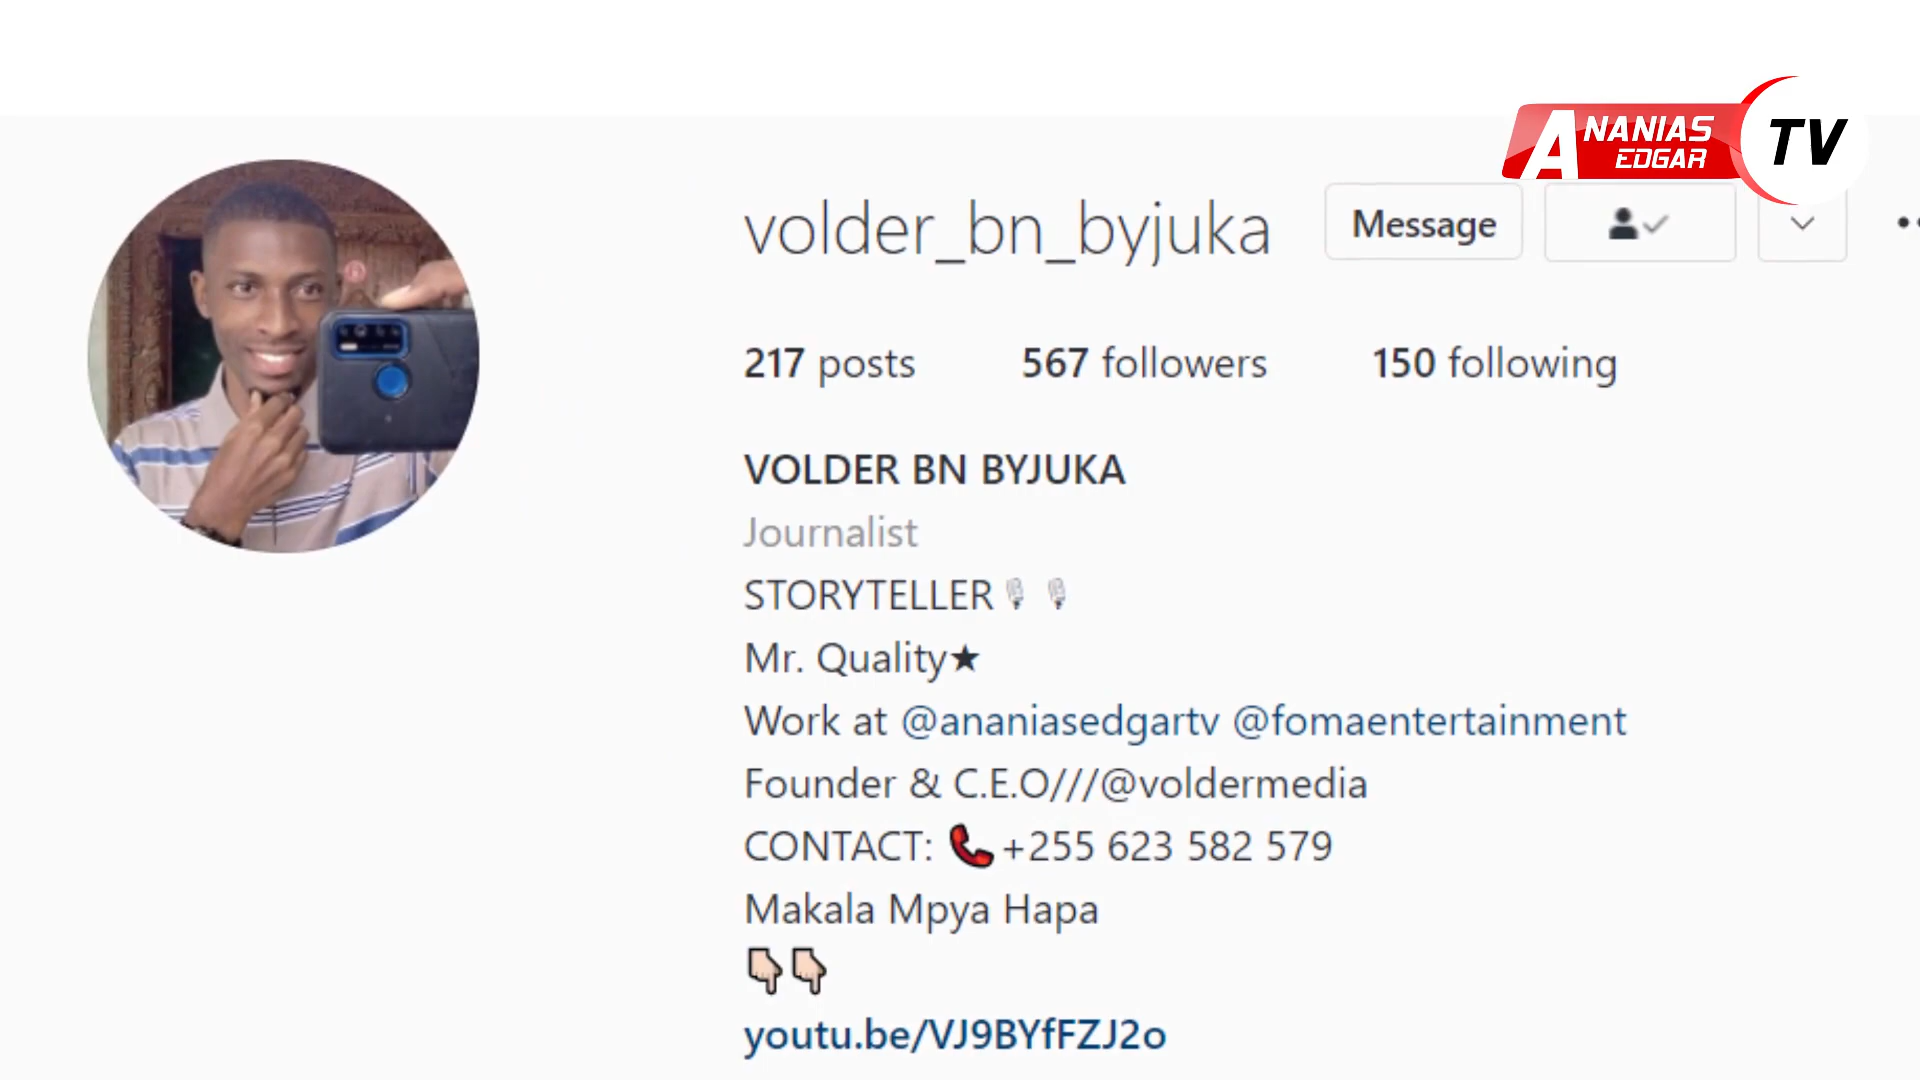 ANANIAS
EDGAR
TV
volder_bn_byjuka
Message
217 posts 567 followers 150 following
VOLDER BN BYJUKA
Journalist
STORYTELLER🎙🎙
Mr. Quality★
Work at @ananiasedgartv @fomaentertainment
Founder & C.E.O///@voldermedia
CONTACT: 📞+255 623 582 579
Makala Mpya Hapa
👇🏻👇🏻
youtu.be/VJ9BYfFZJ2o